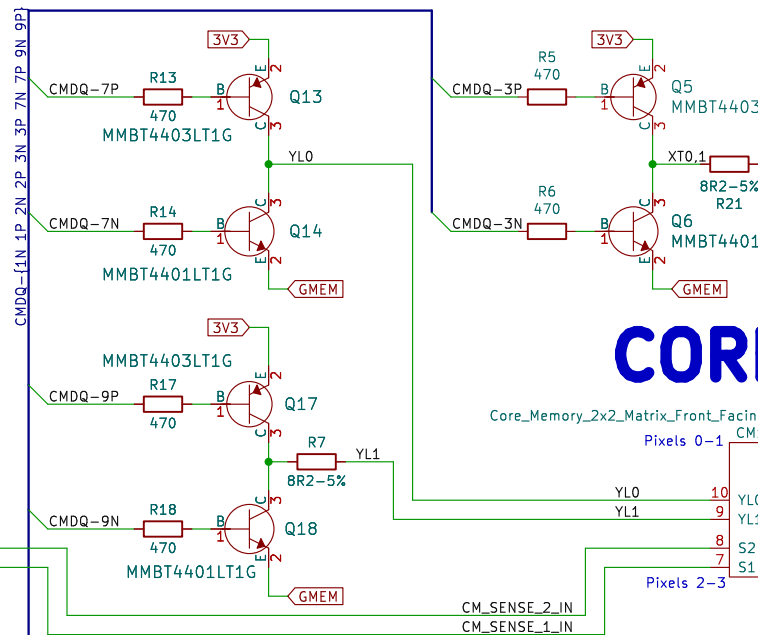 CMDQ-{1N 1P 2N 2P 3N 3P 7N 7P 9N 9P}
3V3
E
2
CMDQ-7P
R13
470
B
1
Q13
MMBT4403LT1G
C
3
YL0
CMDQ-7N
R14
470
B
1
C
3
Q14
MMBT4401LT1G
E
2
GMEM
3V3
MMBT4403LT1G
E
2
CMDQ-9P
R17
470
B
1
Q17
C
3
R7
8R2-5%
YL1
CMDQ-9N
R18
470
B
1
C
3
Q18
MMBT4401LT1G
E
2
GMEM
3V3
E
2
CMDQ-3P
R5
470
B
1
Q5
MMBT4403
C
3
XT0,1
8R2-5%
R21
CMDQ-3N
R6
470
B
1
C
3
Q6
MMBT4401
E
2
GMEM
COR
Core_Memory_2x2_Matrix_Front_Facin
Pixels 0-1
CM
YL0
10
YL0
YL1
9
YL1
8
S2
7
S1
Pixels 2-3
CM_SENSE_2_IN
CM_SENSE_1_IN